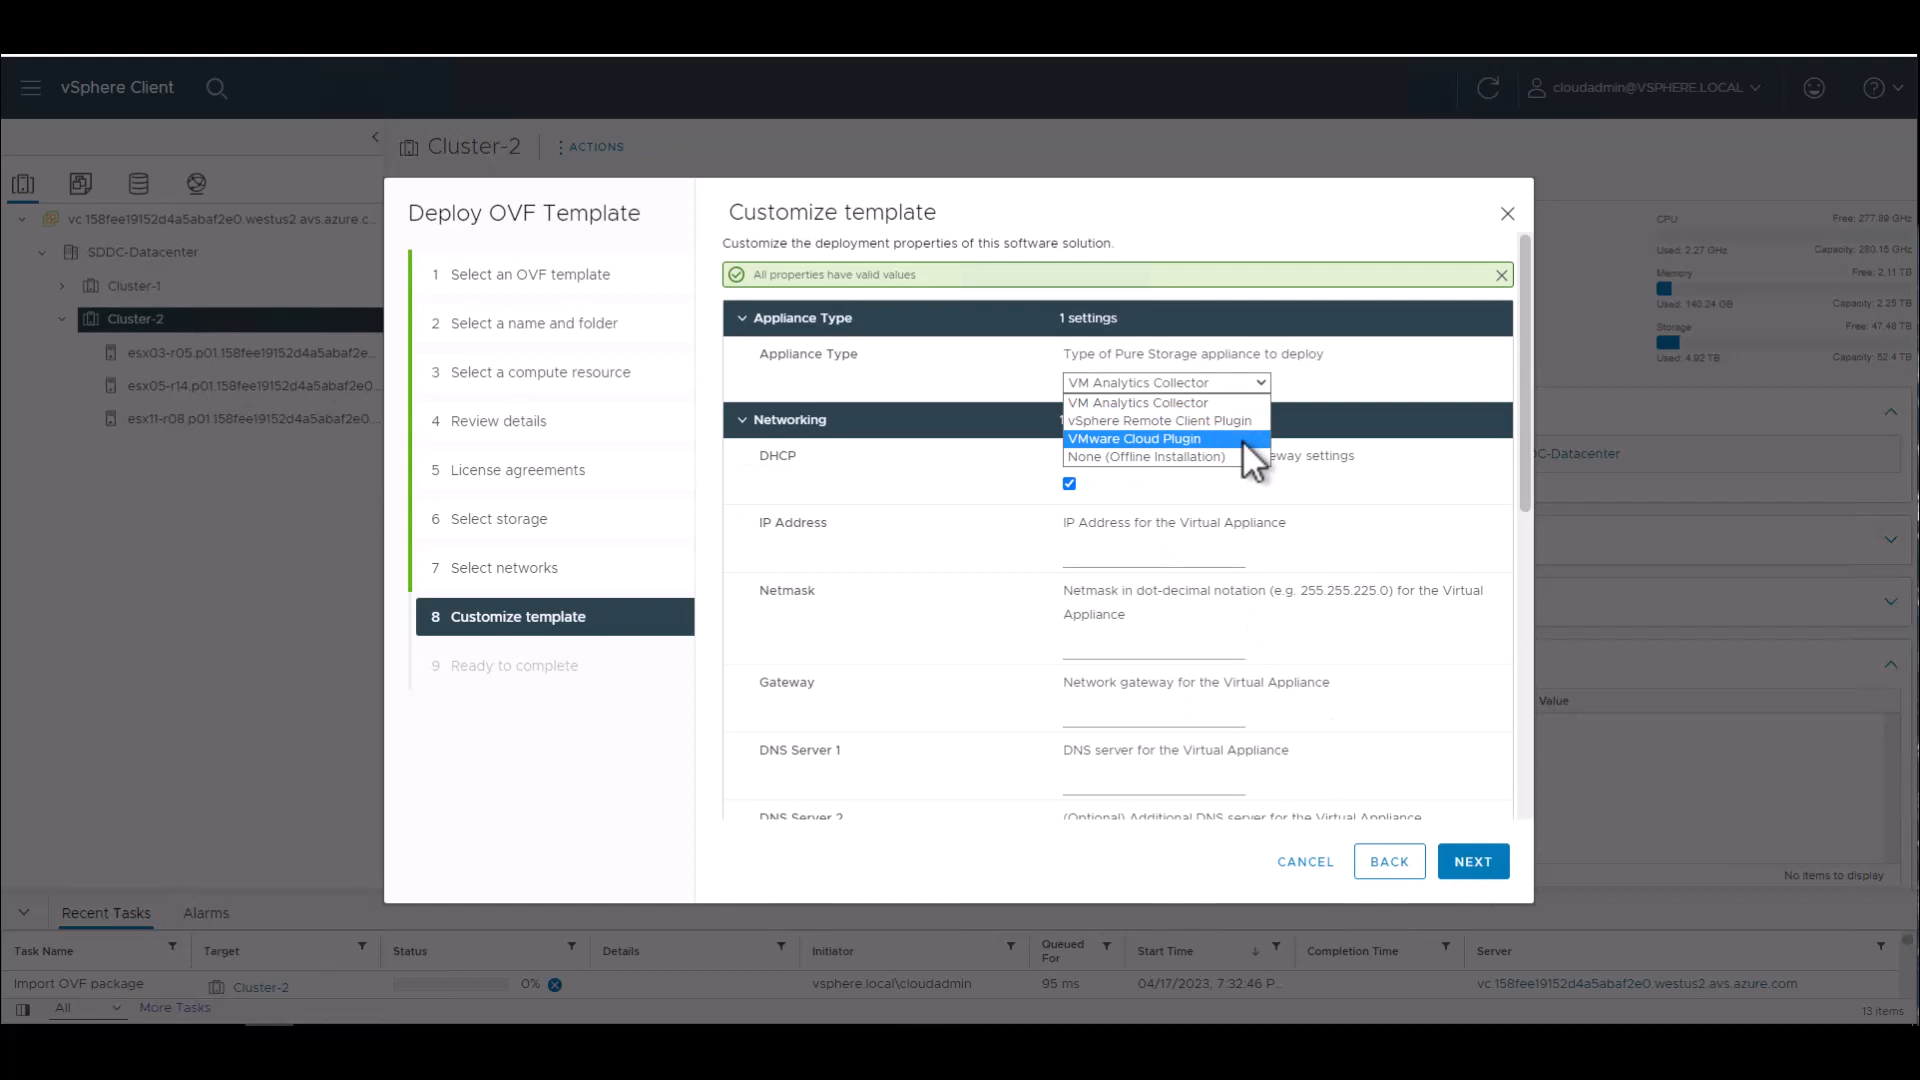 vSphere Client
cloudadmin@VSPHERE.LOCAL
Cluster-2
ACTIONS
vc.158fee19152d4a5abaf2e0.westus2.avs.azure.c...
SDDC-Datacenter
Cluster-1
Cluster-2
esx03-r05.p01.158fee19152d4a5abaf2e...
esx05-r14.p01.158fee19152d4a5abaf2e0...
esx11-r08.p01.158fee19152d4a5abaf2e0...
Deploy OVF Template
1 Select an OVF template
2 Select a name and folder
3 Select a compute resource
4 Review details
5 License agreements
6 Select storage
7 Select networks
8 Customize template
9 Ready to complete
Customize template
Customize the deployment properties of this software solution.
All properties have valid values
Appliance Type 1 settings
Appliance Type Type of Pure Storage appliance to deploy
VM Analytics Collector
VM Analytics Collector
vSphere Remote Client Plugin
VMware Cloud Plugin
None (Offline Installation)
Networking
DHCP eway settings
IP Address IP Address for the Virtual Appliance
Netmask Netmask in dot-decimal notation (e.g. 255.255.225.0) for the Virtual
Appliance
Gateway Network gateway for the Virtual Appliance
DNS Server 1 DNS server for the Virtual Appliance
DNS Server 2 (Optional) Additional DNS server for the Virtual Appliance
CANCEL BACK NEXT
CPU Free: 277.89 GHz
Used: 2.27 GHz Capacity: 280.15 GHz
Memory Free: 2.11 TB
Used: 140.24 GB Capacity: 2.25 TB
Storage Free: 47.48 TB
Used: 4.92 TB Capacity: 52.4 TB
C-Datacenter
Value
No items to display
Recent Tasks Alarms
Task Name Target Status Details Initiator Queued For Start Time Completion Time Server
Import OVF package Cluster-2 0% vsphere.local\cloudadmin 95 ms 04/17/2023, 7:32:46 P... vc.158fee19152d4a5abaf2e0.westus2.avs.azure.com
All More Tasks 13 items